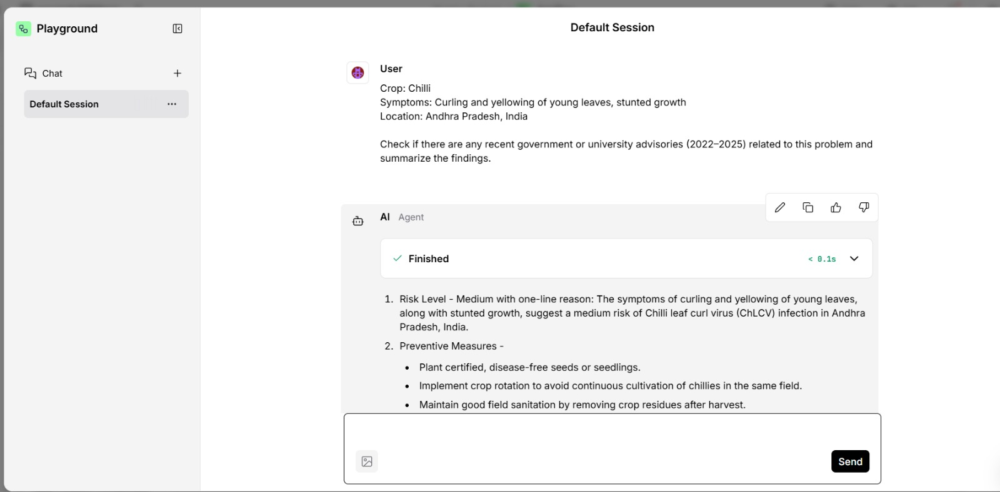 Playground
Default Session
Chat
Default Session
User
Crop: Chilli
Symptoms: Curling and yellowing of young leaves, stunted growth
Location: Andhra Pradesh, India
Check if there are any recent government or university advisories (2022–2025) related to this problem and
summarize the findings.
AI Agent
Finished
< 0.1s
1. Risk Level - Medium with one-line reason: The symptoms of curling and yellowing of young leaves,
along with stunted growth, suggest a medium risk of Chilli leaf curl virus (ChLCV) infection in Andhra
Pradesh, India.
2. Preventive Measures -
• Plant certified, disease-free seeds or seedlings.
• Implement crop rotation to avoid continuous cultivation of chillies in the same field.
• Maintain good field sanitation by removing crop residues after harvest.
Send